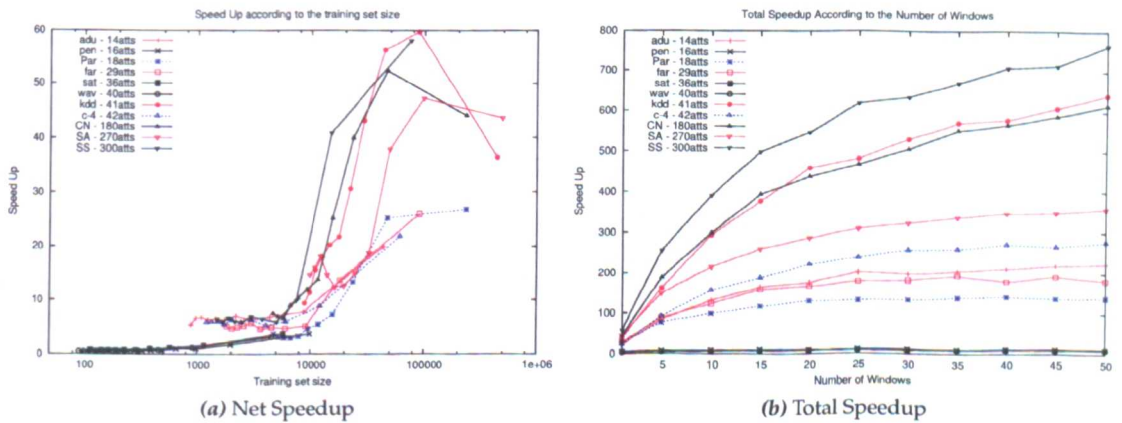 Speed Up according to the training set size
60
50
40
30
20
10
0
Speed Up
adu - 14atts
pen - 16atts
Par - 18atts
far - 29atts
sat - 36atts
wav - 40atts
kdd - 41atts
c-4 - 42atts
CN - 180atts
SA - 270atts
SS - 300atts
100
1000
10000
100000
1e+06
Training set size
(a) Net Speedup
Total Speedup According to the Number of Windows
800
700
600
500
400
300
200
100
0
Speed Up
adu - 14atts
pen - 16atts
Par - 18atts
far - 29atts
sat - 36atts
wav - 40atts
kdd - 41atts
c-4 - 42atts
CN - 180atts
SA - 270atts
SS - 300atts
5
10
15
20
25
30
35
40
45
50
Number of Windows
(b) Total Speedup